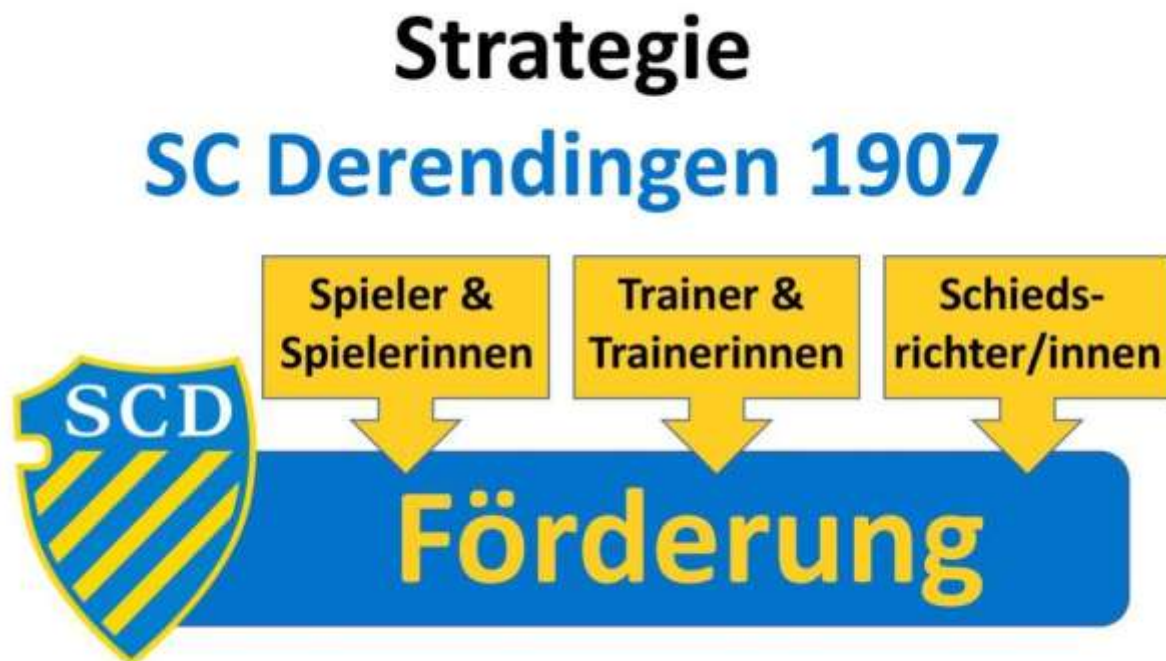 Strategie
SC Derendingen 1907
Spieler &
Spielerinnen
Trainer &
Trainerinnen
Schieds-
richter/innen
SCD
Förderung